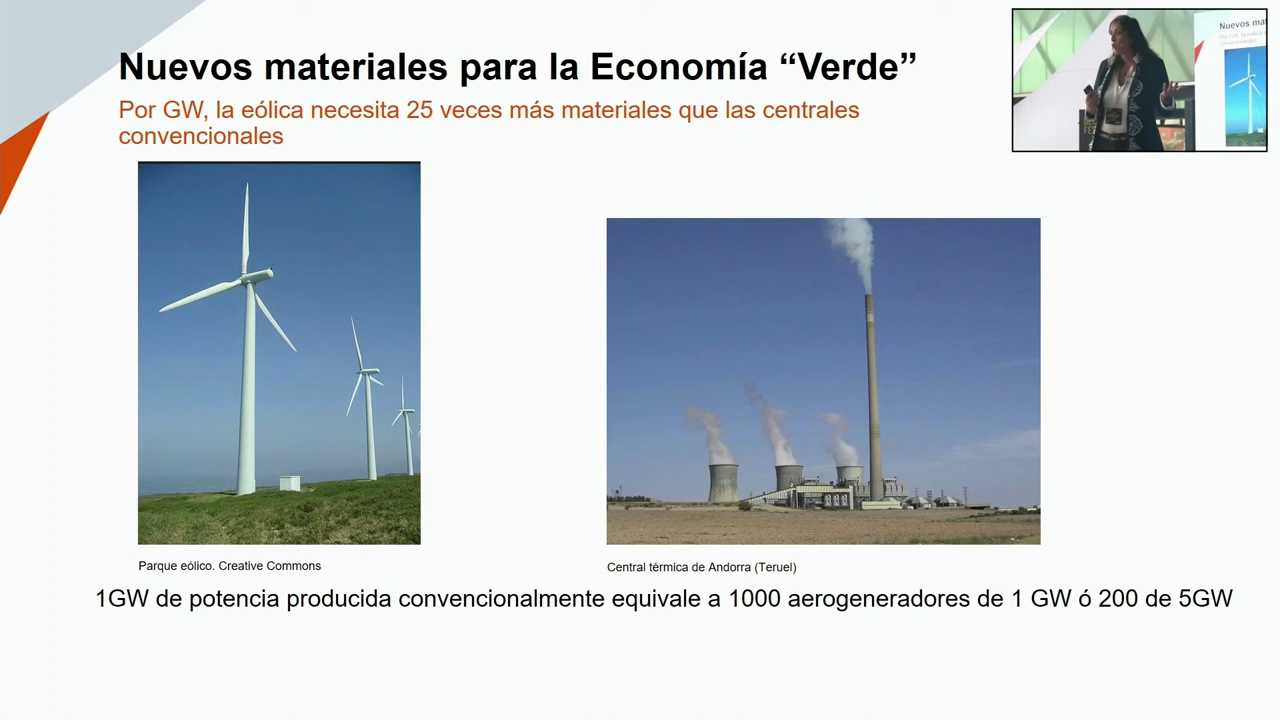 Nuevos materiales para la Economía “Verde”
Por GW, la eólica necesita 25 veces más materiales que las centrales
convencionales
Nuevos mat
Parque eólico. Creative Commons
Central térmica de Andorra (Teruel)
1GW de potencia producida convencionalmente equivale a 1000 aerogeneradores de 1 GW ó 200 de 5GW